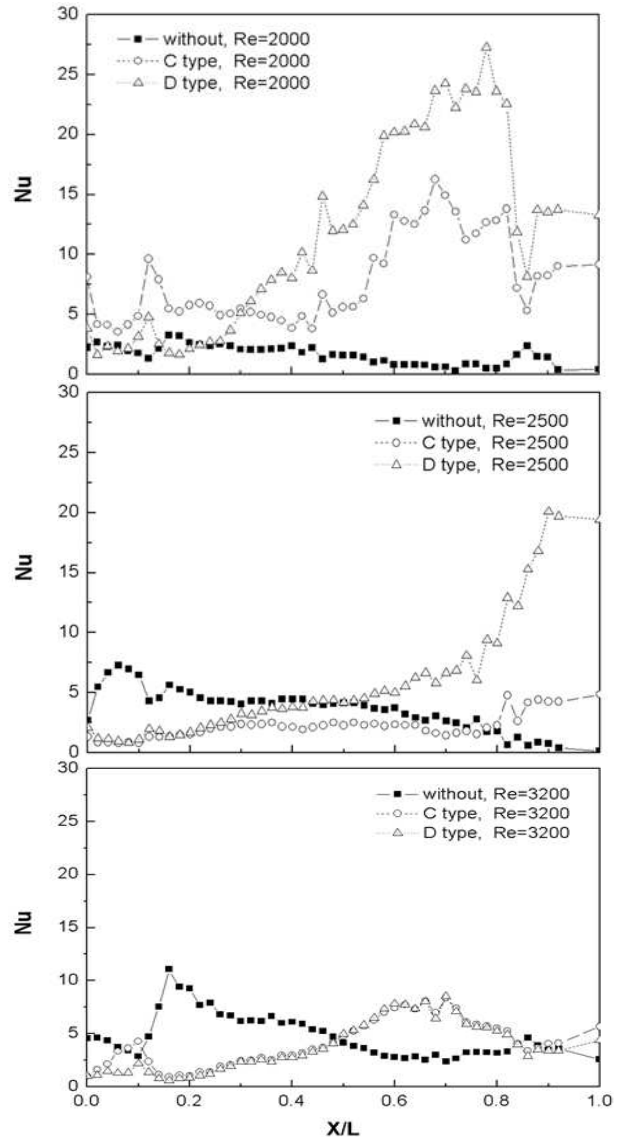 30
25
20
15
10
5
0
Nu
without, Re=2000
C type, Re=2000
D type, Re=2000
30
25
20
15
10
5
0
Nu
without, Re=2500
C type, Re=2500
D type, Re=2500
30
25
20
15
10
5
0
Nu
without, Re=3200
C type, Re=3200
D type, Re=3200
0.0 0.2 0.4 0.6 0.8 1.0
X/L